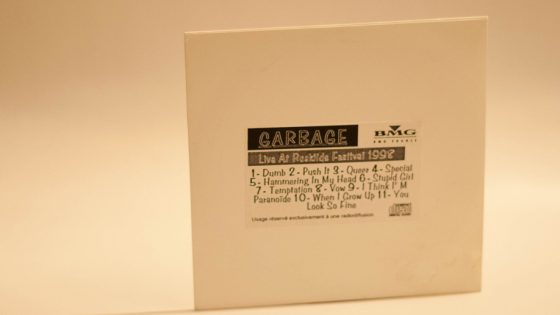 GARBAGE
BMG
Live At Roskilde Festival 1998
1- Dumb 2- Push It 3- Queer 4- Special
5- Hammering In My Head 6- Stupid Girl
7- Temptation 8- Vow 9- I Think I'M
Paranoïde 10- When I Grow Up 11- You
Look So Fine
Usage réservé exclusivement à une radiodiffusion